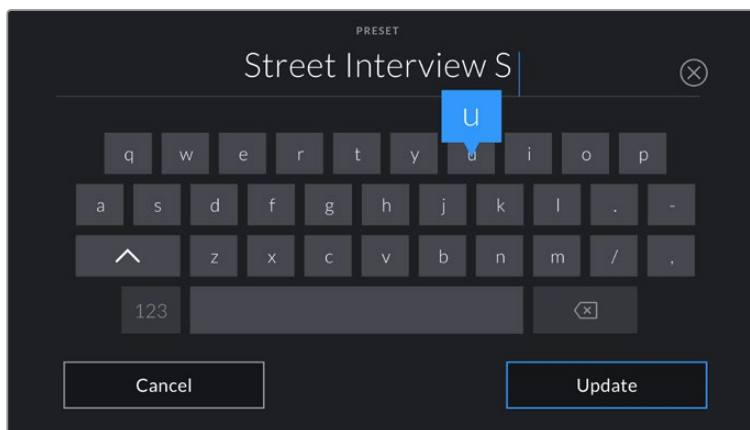 PRESET
Street Interview S
u
q w e r t y u i o p
a s d f g h j k l . -
z x c v b n m / ,
123
Cancel Update